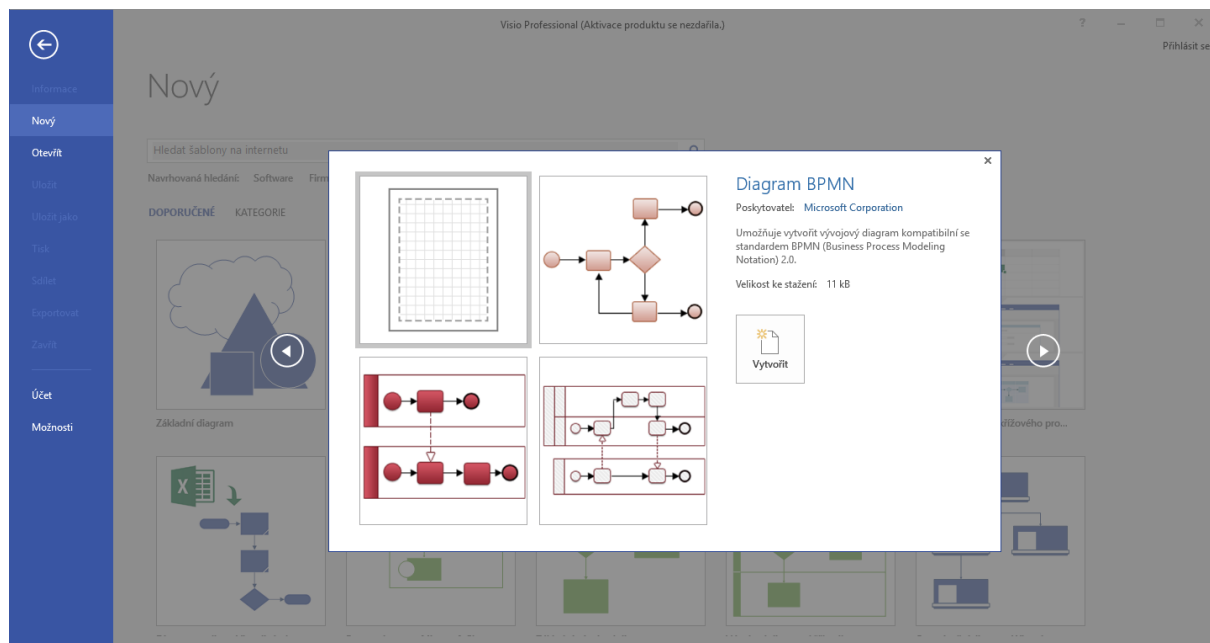 Visio Professional (Aktivace produktu se nezdařila.)
?
Přihlásit se
Informace
Nový
Otevřít
Uložit
Uložit jako
Tisk
Sdílet
Exportovat
Zavřít
Účet
Možnosti
Nový
Hledat šablony na internetu
Navrhovaná hledání: Software Firm
DOPORUČENÉ KATEGORIE
Základní diagram
Diagram BPMN
Poskytovatel: Microsoft Corporation
Umožňuje vytvořit vývojový diagram kompatibilní se
standardem BPMN (Business Process Modeling
Notation) 2.0.
Velikost ke stažení: 11 kB
Vytvořit
ížového pro...
X